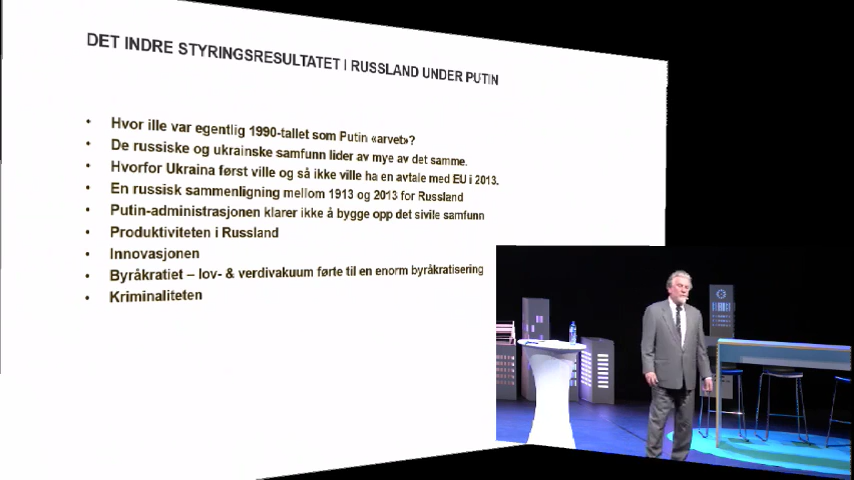 DET INDRE STYRINGSRESULTATET I RUSSLAND UNDER PUTIN
• Hvor ille var egentlig 1990-tallet som Putin «arvet»?
• De russiske og ukrainske samfunn lider av mye av det samme.
• Hvorfor Ukraina først ville og så ikke ville ha en avtale med EU i 2013.
• En russisk sammenligning mellom 1913 og 2013 for Russland
• Putin-administrasjonen klarer ikke å bygge opp det sivile samfunn
• Produktiviteten i Russland
• Innovasjonen
• Byråkratiet – lov- & verdivakuum førte til en enorm byråkratisering
• Kriminaliteten